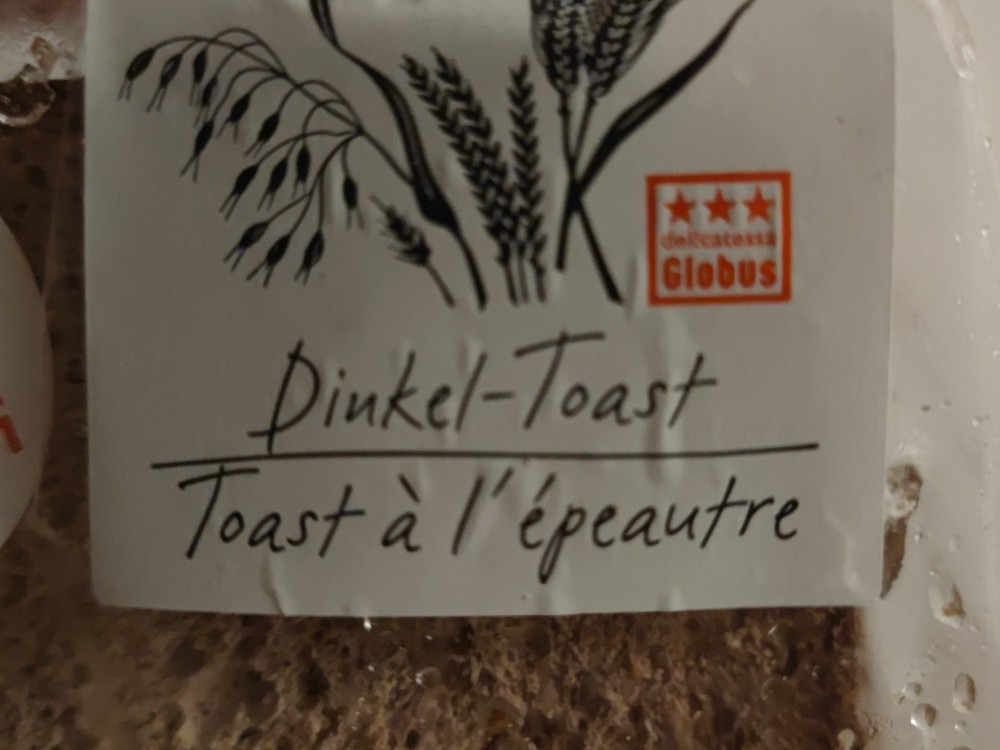 delicatessa
Globus
Dinkel-Toast
Toast à l'épeautre